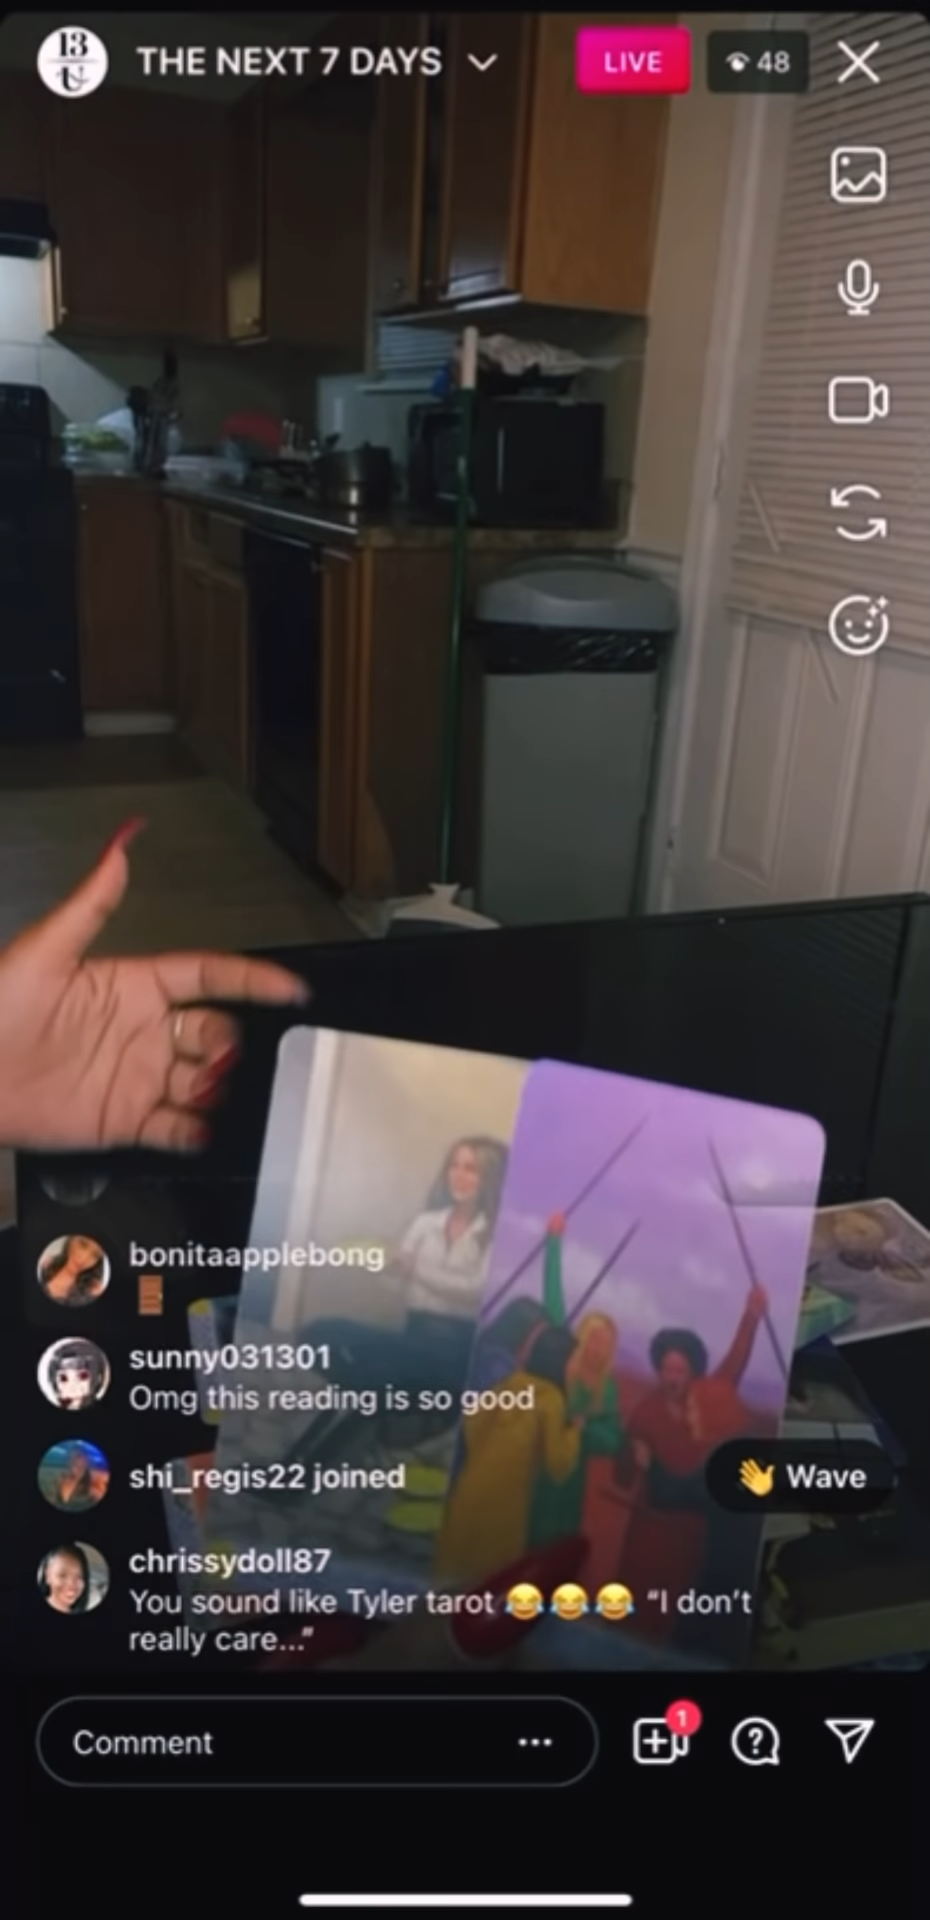 13
U
THE NEXT 7 DAYS
LIVE
48
bonitaapplebong
🚪
sunny031301
Omg this reading is so good
shi_regis22 joined
👋 Wave
chrissydoll87
You sound like Tyler tarot 😂😂😂 “I don’t
really care...”
Comment
1